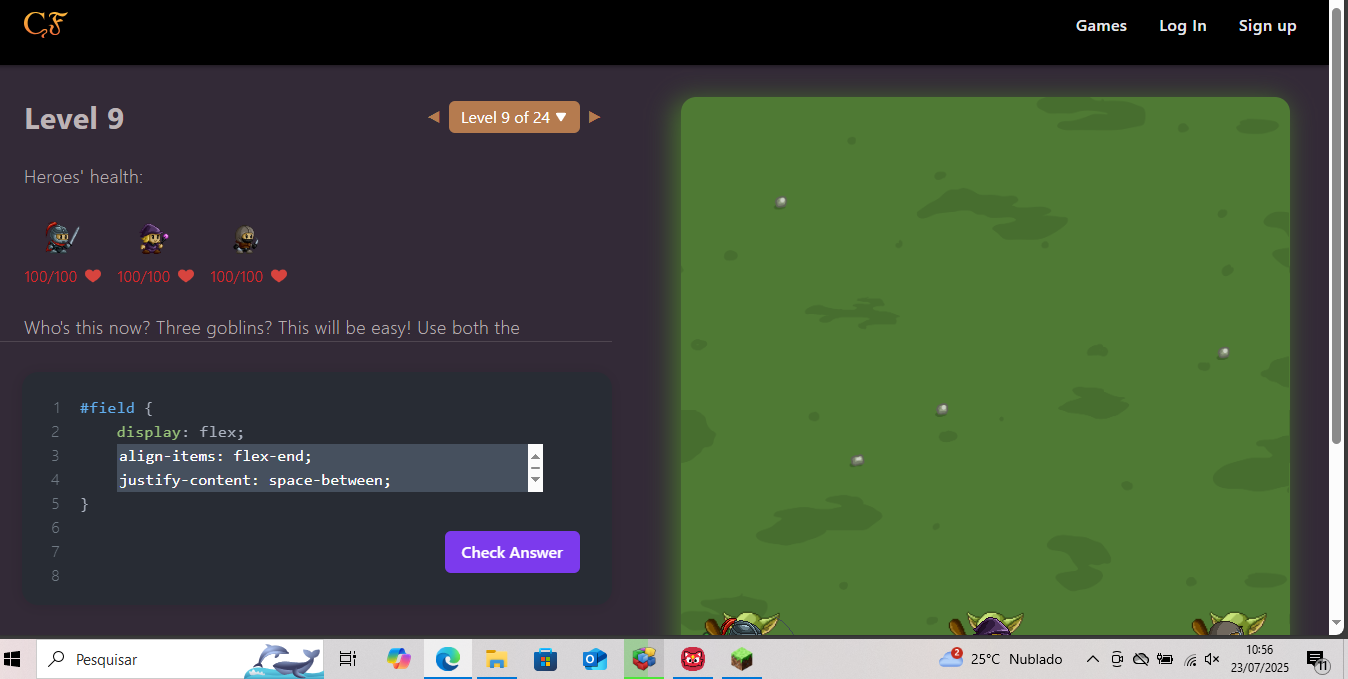 CF
Games
Log In
Sign up
Level 9
◀ Level 9 of 24 ▼ ▶
Heroes' health:
100/100
100/100
100/100
Who's this now? Three goblins? This will be easy! Use both the
1 #field {
2 display: flex;
3 align-items: flex-end;
4 justify-content: space-between;
5 }
6
7
8
Check Answer
Pesquisar
2
25°C Nublado
10:56
23/07/2025
11